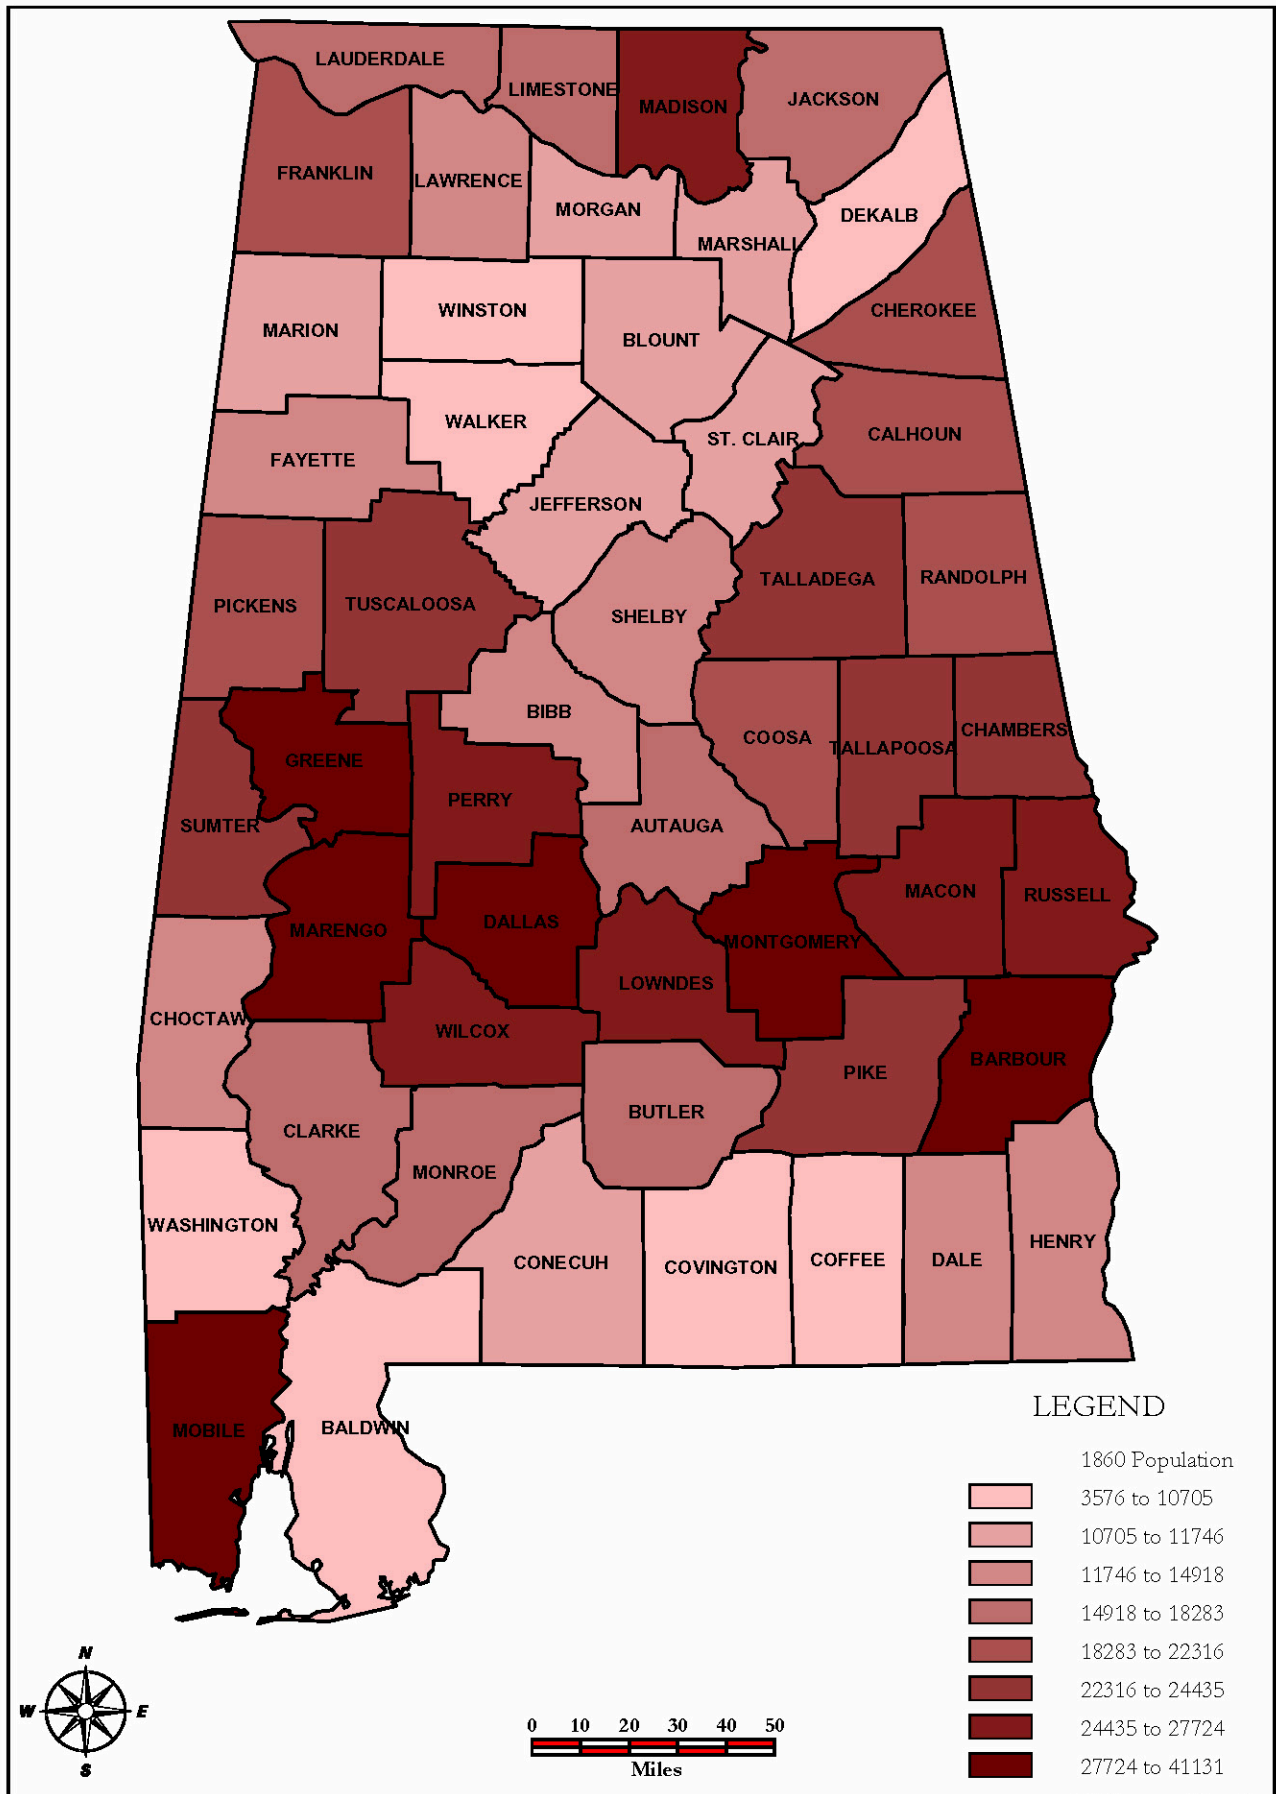 LAUDERDALE
LIMESTONE
MADISON
JACKSON
FRANKLIN
LAWRENCE
MORGAN
MARSHALL
DEKALB
MARION
WINSTON
BLOUNT
CHEROKEE
FAYETTE
WALKER
JEFFERSON
ST. CLAIR
CALHOUN
PICKENS
TUSCALOOSA
SHELBY
TALLADEGA
RANDOLPH
BIBB
COOSA
TALLAPOOSA
CHAMBERS
GREENE
PERRY
SUMTER
AUTAUGA
MARENGO
DALLAS
MONTGOMERY
MACON
RUSSELL
LOWNDES
CHOCTAW
WILCOX
PIKE
BARBOUR
CLARKE
BUTLER
MONROE
WASHINGTON
CONECUH
COVINGTON
COFFEE
DALE
HENRY
MOBILE
BALDWIN
LEGEND
1860 Population
3576 to 10705
10705 to 11746
11746 to 14918
14918 to 18283
18283 to 22316
22316 to 24435
24435 to 27724
27724 to 41131
N
W E
S
0 10 20 30 40 50
Miles